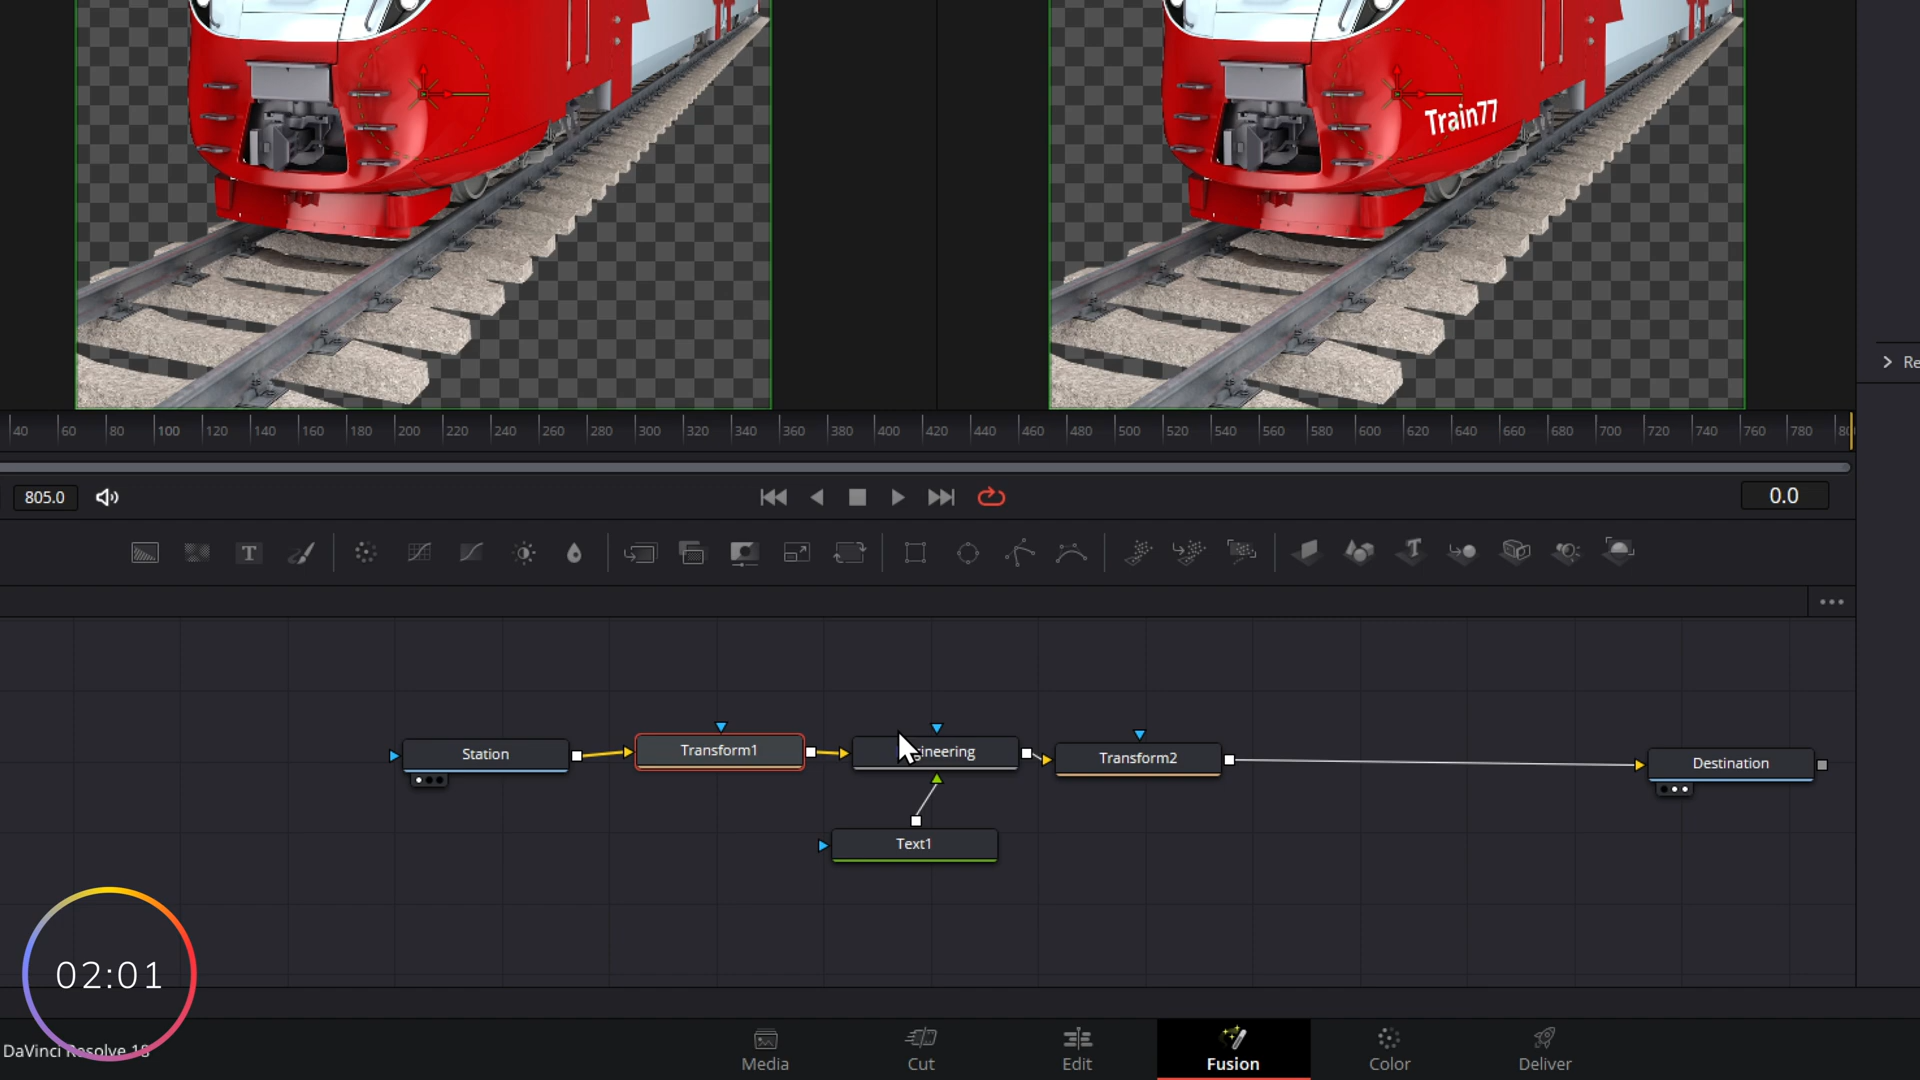 Train77
Re
40 60 80 100 120 140 160 180 200 220 240 260 280 300 320 340 360 380 400 420 440 460 480 500 520 540 560 580 600 620 640 660 680 700 720 740 760 780 80
805.0
0.0
T
Station
Transform1
gineering
Transform2
Destination
Text1
02:01
DaVinci Resolve 18
Media
Cut
Edit
Fusion
Color
Deliver